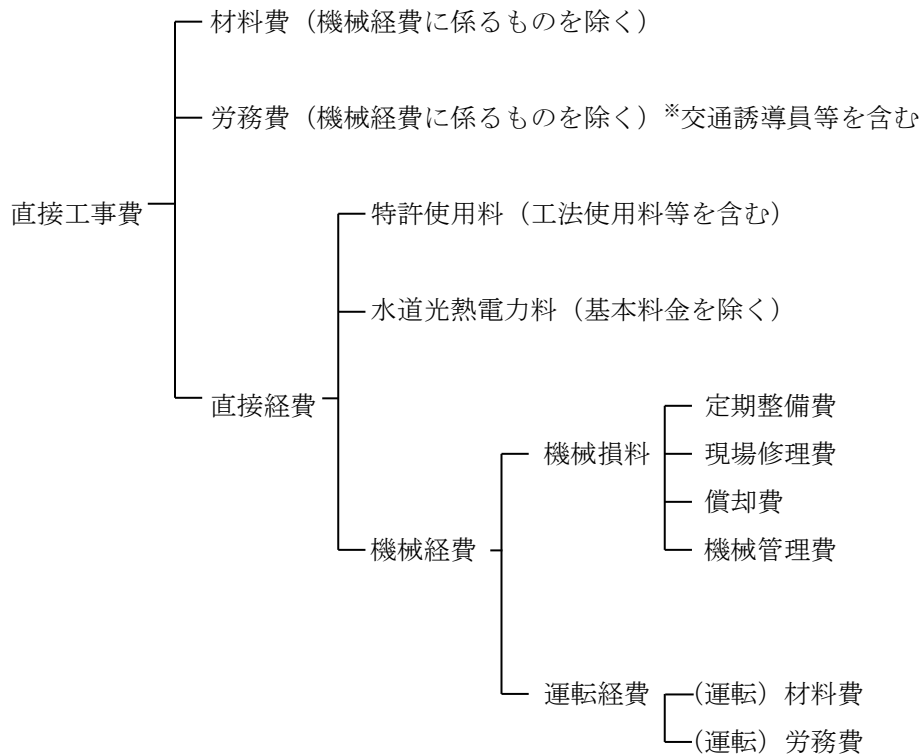 材料費（機械経費に係るものを除く）
労務費（機械経費に係るものを除く）※交通誘導員等を含む
直接工事費
特許使用料（工法使用料等を含む）
水道光熱電力料（基本料金を除く）
直接経費
定期整備費
機械損料
現場修理費
償却費
機械経費
機械管理費
運転経費
（運転）材料費
（運転）労務費